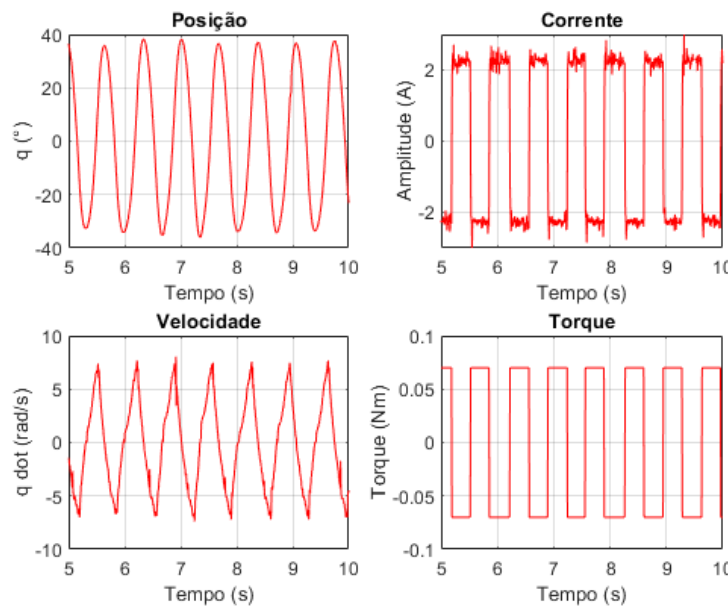 Posição
40
20
0
-20
-40
q (°)
5 6 7 8 9 10
Tempo (s)
Corrente
2
0
-2
Amplitude (A)
5 6 7 8 9 10
Tempo (s)
Velocidade
10
5
0
-5
-10
q dot (rad/s)
5 6 7 8 9 10
Tempo (s)
Torque
0.1
0.05
0
-0.05
-0.1
Torque (Nm)
5 6 7 8 9 10
Tempo (s)